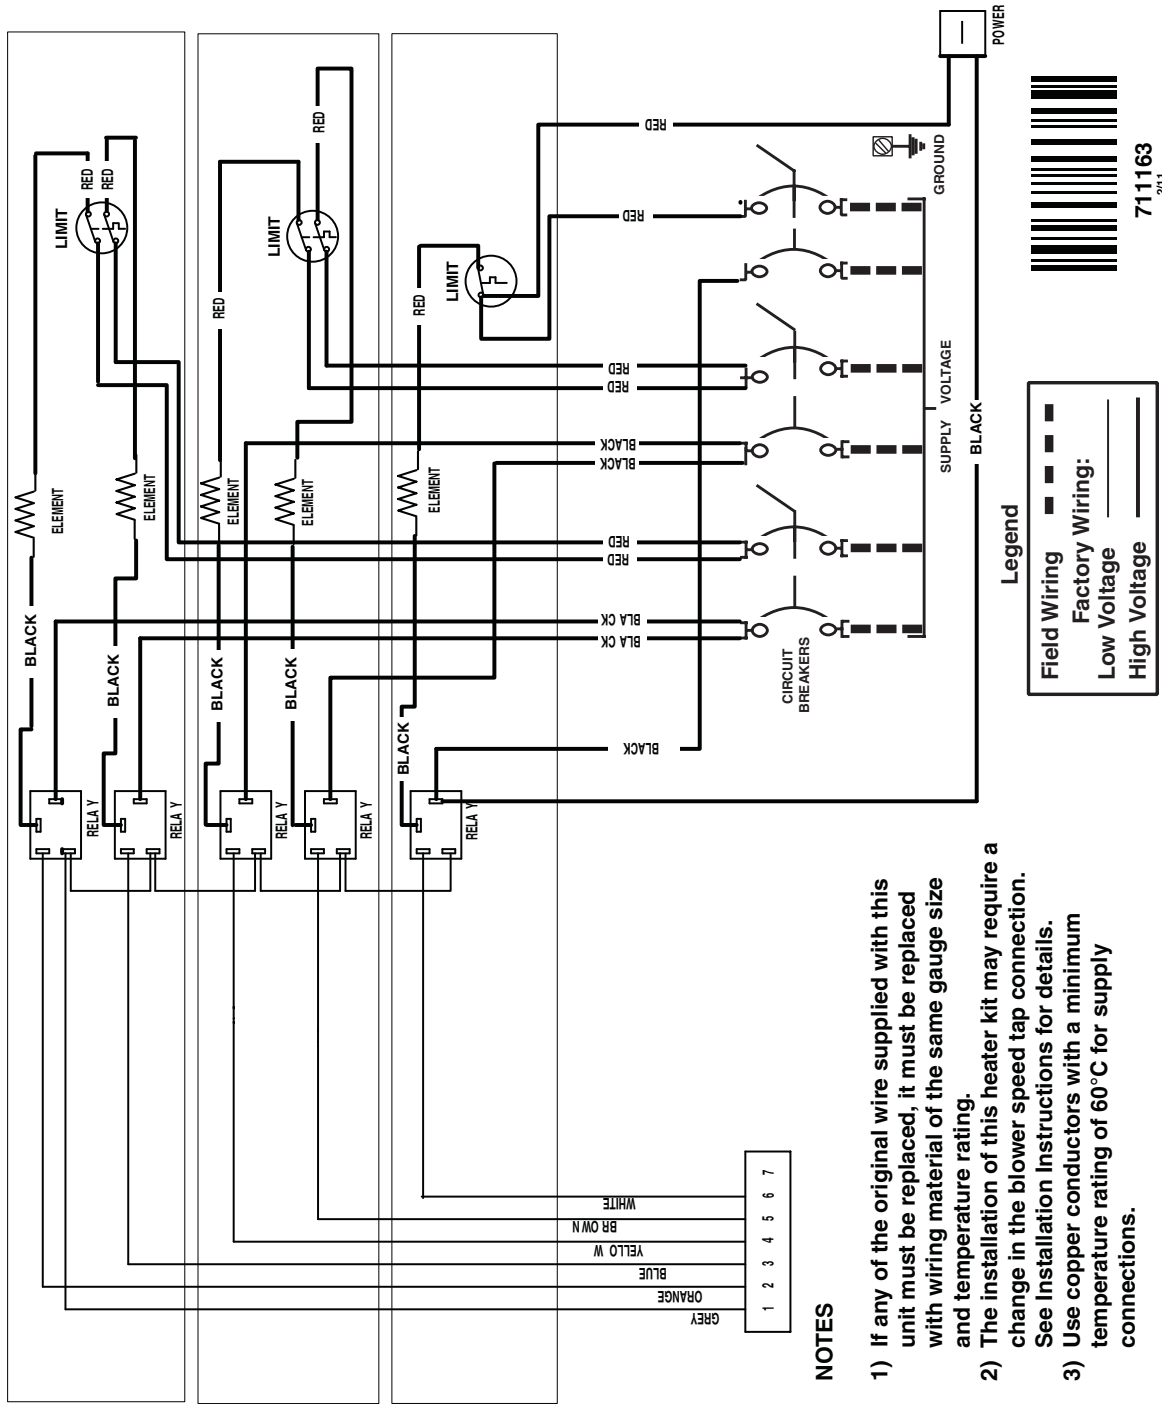 LIMIT
RED
RED
ELEMENT
ELEMENT
BLACK
BLACK
RELA Y
RELA Y
LIMIT
RED
RED
ELEMENT
ELEMENT
BLACK
BLACK
RELA Y
RELA Y
LIMIT
RED
ELEMENT
BLACK
RELA Y
RED
RED
RED
RED
BLACK
BLACK
RED
RED
BLA CK
BLA CK
BLACK
POWER
GROUND
SUPPLY VOLTAGE
BLACK
CIRCUIT
BREAKERS
WHITE
BR OW N
YELLO W
BLUE
ORANGE
GREY
1 2 3 4 5 6 7
NOTES
1) If any of the original wire supplied with this
unit must be replaced, it must be replaced
with wiring material of the same gauge size
and temperature rating.
2) The installation of this heater kit may require a
change in the blower speed tap connection.
See Installation Instructions for details.
3) Use copper conductors with a minimum
temperature rating of 60°C for supply
connections.
Legend
Field Wiring
Factory Wiring:
Low Voltage
High Voltage
711163